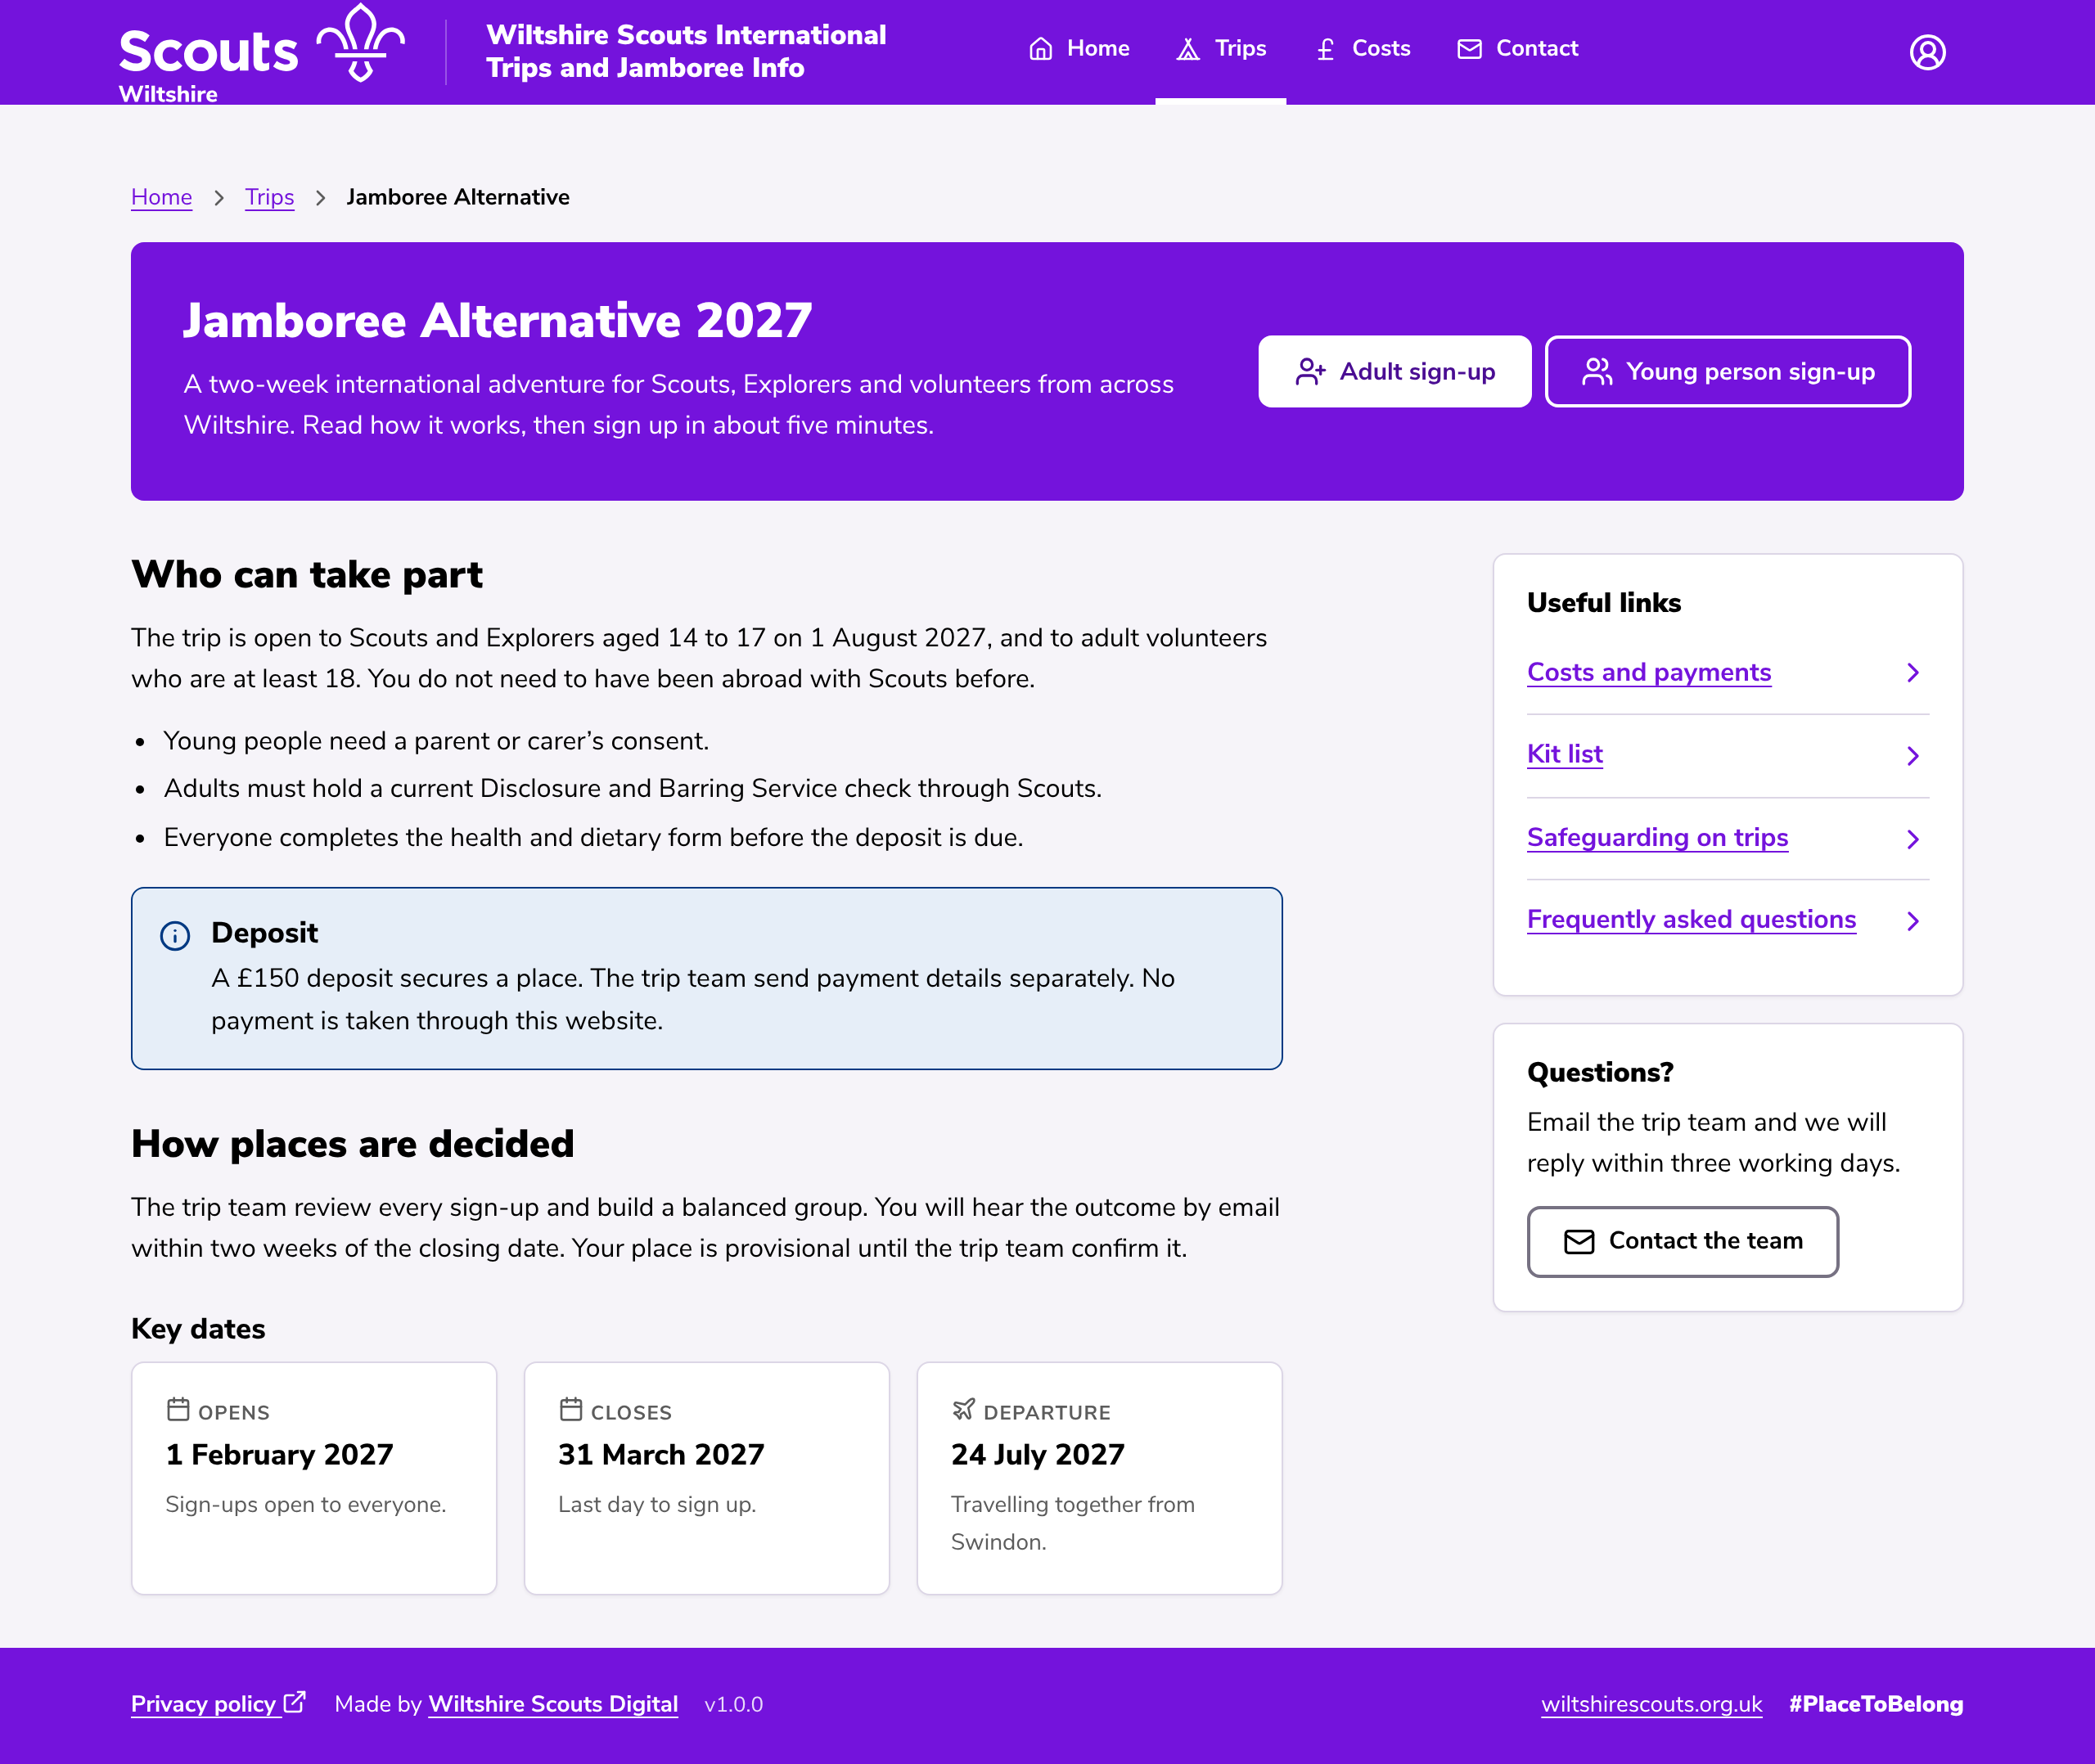 Scouts
Wiltshire
Wiltshire Scouts International
Trips and Jamboree Info
Home
Trips
Costs
Contact
Home > Trips > Jamboree Alternative
Jamboree Alternative 2027
A two-week international adventure for Scouts, Explorers and volunteers from across
Wiltshire. Read how it works, then sign up in about five minutes.
Adult sign-up
Young person sign-up
Who can take part
The trip is open to Scouts and Explorers aged 14 to 17 on 1 August 2027, and to adult volunteers
who are at least 18. You do not need to have been abroad with Scouts before.
• Young people need a parent or carer’s consent.
• Adults must hold a current Disclosure and Barring Service check through Scouts.
• Everyone completes the health and dietary form before the deposit is due.
Deposit
A £150 deposit secures a place. The trip team send payment details separately. No
payment is taken through this website.
How places are decided
The trip team review every sign-up and build a balanced group. You will hear the outcome by email
within two weeks of the closing date. Your place is provisional until the trip team confirm it.
Key dates
OPENS
1 February 2027
Sign-ups open to everyone.
CLOSES
31 March 2027
Last day to sign up.
DEPARTURE
24 July 2027
Travelling together from
Swindon.
Useful links
Costs and payments
Kit list
Safeguarding on trips
Frequently asked questions
Questions?
Email the trip team and we will
reply within three working days.
Contact the team
Privacy policy
Made by Wiltshire Scouts Digital
v1.0.0
wiltshirescouts.org.uk
#PlaceToBelong